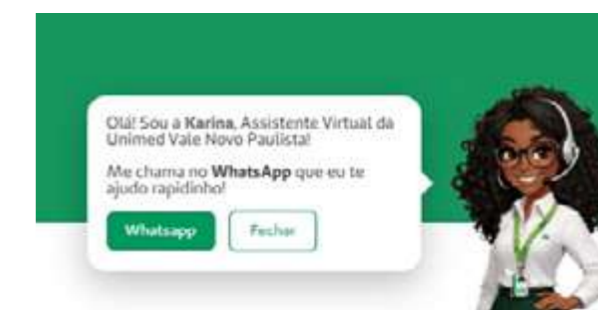 Olá! Sou a Karina, Assistente Virtual da
Unimed Vale Novo Paulista!
Me chama no WhatsApp que eu te
ajudo rapidinho!
Whatsapp
Fechar